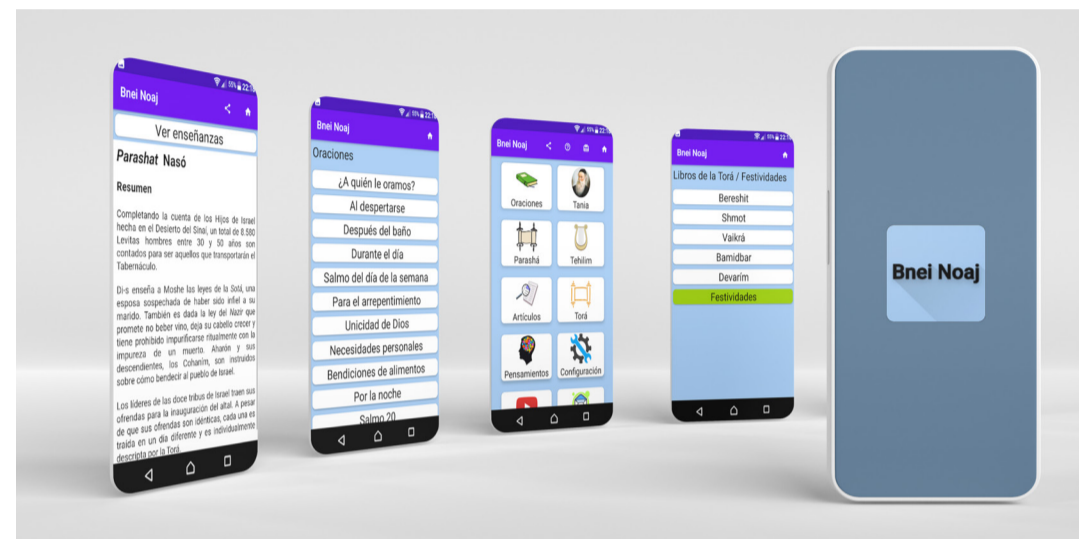 55% 22:18
Bnei Noaj
Ver enseñanzas
Parashat Nasó
Resumen
Completando la cuenta de los Hijos de Israel
hecha en el Desierto del Sinaí, un total de 8.580
Levitas hombres entre 30 y 50 años son
contados para ser aquellos que transportarán el
Tabernáculo.
Di-s enseña a Moshe las leyes de la Sotá, una
esposa sospechada de haber sido infiel a su
marido. También es dada la ley del Nazir que
promete no beber vino, deja su cabello crecer y
tiene prohibido impurificarse ritualmente con la
impureza de un muerto. Aharón y sus
descendientes, los Cohaním, son instruidos
sobre cómo bendecir al pueblo de Israel.
Los líderes de las doce tribus de Israel traen sus
ofrendas para la inauguración del altal. A pesar
de que sus ofrendas son idénticas, cada una es
traída en un día diferente y es individualmente
descripta por la Torá.
Bnei Noaj
Oraciones
¿A quién le oramos?
Al despertarse
Después del baño
Durante el día
Salmo del día de la semana
Para el arrepentimiento
Unicidad de Dios
Necesidades personales
Bendiciones de alimentos
Por la noche
Salmo 20
Bnei Noaj
Oraciones
Tania
Parashá
Tehilim
Artículos
Torá
Pensamientos
Configuración
Bnei Noaj
Libros de la Torá / Festividades
Bereshit
Shmot
Vaikrá
Bamidbar
Devarím
Festividades
Bnei Noaj